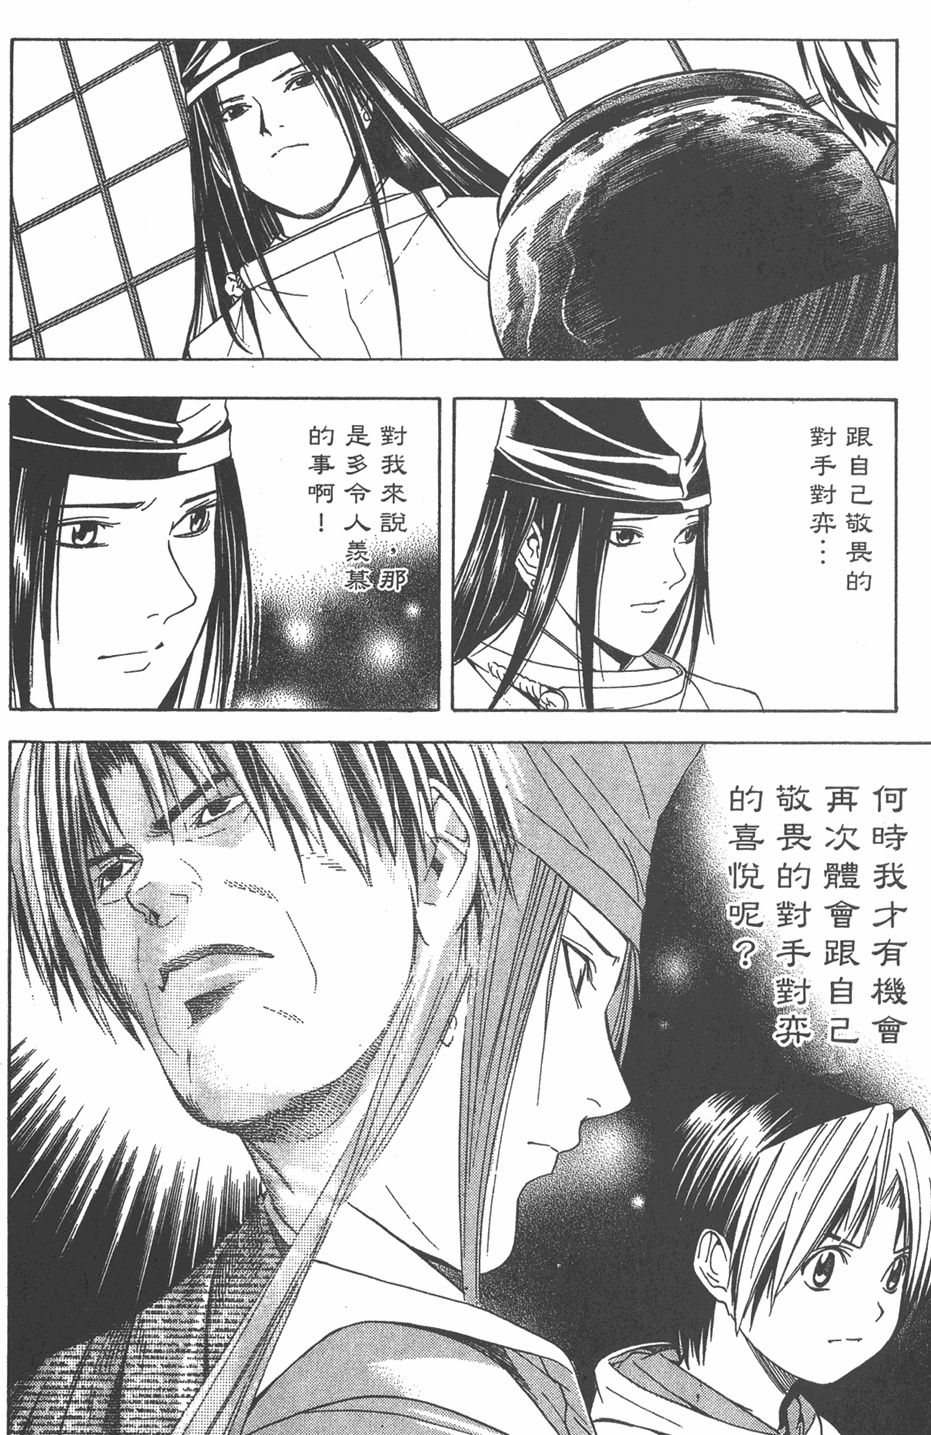 跟自己敬畏的
對手對弈…
對我來說，那
是多令人羨慕
的事啊！
何時我才有機會
再次體會跟自己
敬畏的對手對弈
的喜悅呢？